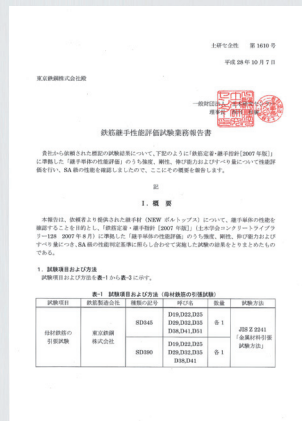 土研セ企性 第1610号
平成28年10月7日
東京鉄鋼株式会社殿
一般財団法人 土木研究センター
理事長
鉄筋継手性能評価試験業務報告書
貴社から依頼された標記の試験結果について、下記のように「鉄筋定着・継手指針[2007年版]」
に準拠した「継手単体の性能評価」のうち強度、剛性、伸び能力およびすべり量について性能評
価を行い、SA級の性能を確認しましたので、ここにその概要を報告します。
記
I. 概要
本報告は、依頼者より提供された継手材（NEWボルトップス）について、継手単体の性能を
確認することを目的とし、「鉄筋定着・継手指針［2007年版］」（土木学会コンクリートライブラ
リー128 2007年8月）に準拠した「継手単体の性能評価」のうち強度、剛性、伸び能力および
すべり量につき、SA級の性能判定基準に照らし合わせて実施した試験の結果をとりまとめたもの
である。
1. 試験項目および方法
試験項目および方法を表-1から表-3に示す。
表-1 試験項目および方法（母材鉄筋の引張試験）
試験項目 鉄筋製造会社 種類の記号 呼び名 数量 試験方法
母材鉄筋の引張試験 東京鉄鋼株式会社 SD345 D19,D22,D25 D29,D32,D35 D38,D41,D51 各1 JIS Z 2241「金属材料引張試験方法」
SD390 D19,D22,D25 D29,D32,D35 D38,D41 各1